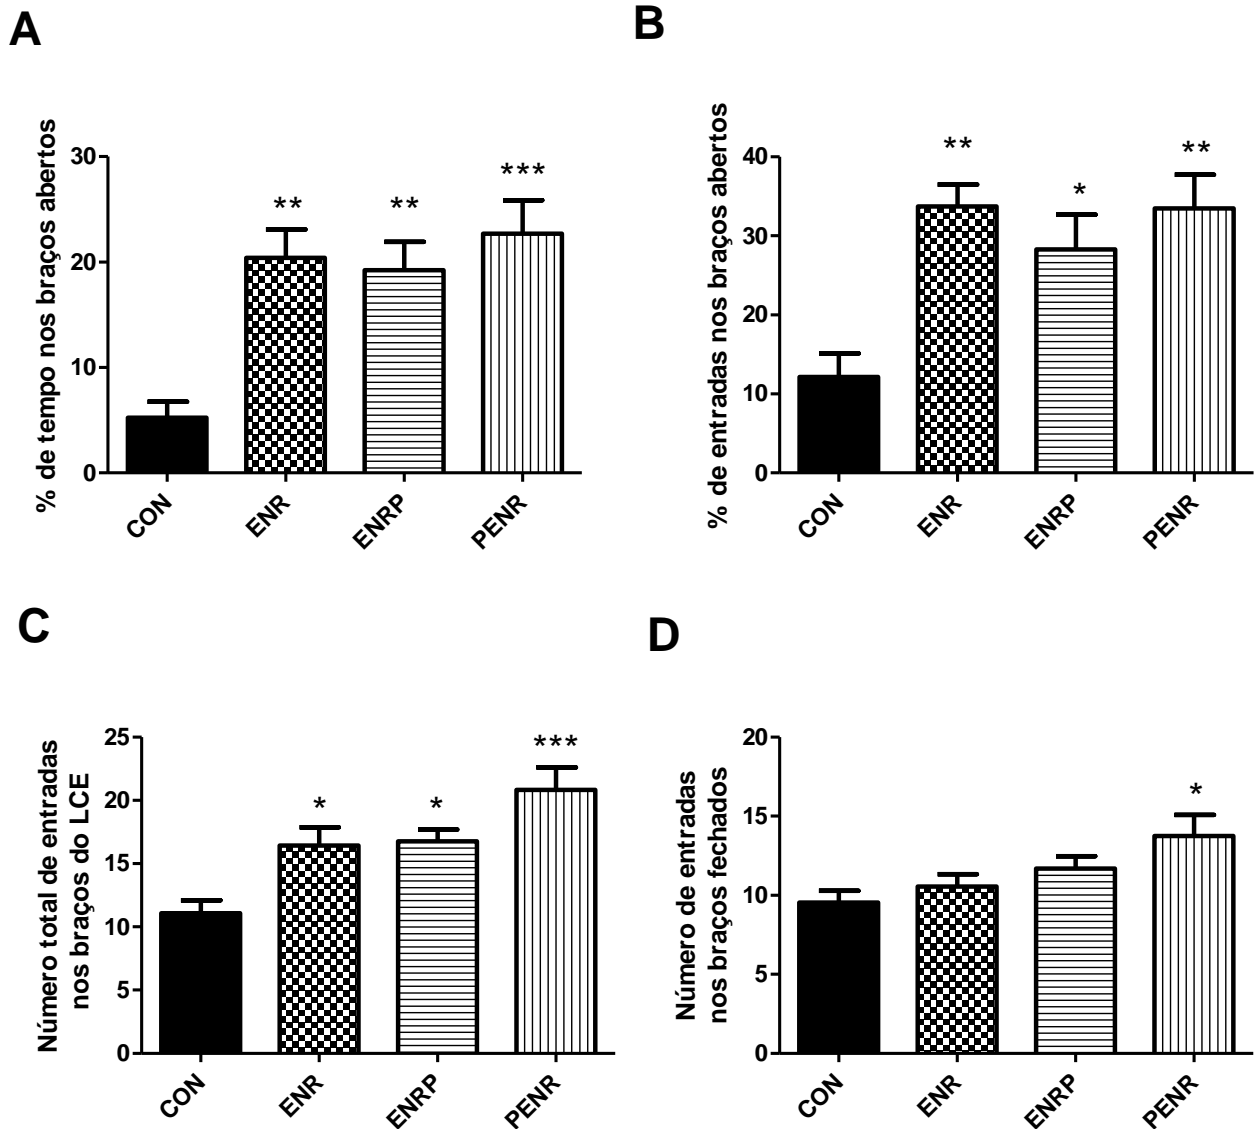 A
% de tempo nos braços abertos
30
20
10
0
**
**
***
CON
ENR
ENRP
PENR
B
% de entradas nos braços abertos
40
30
20
10
0
**
*
**
CON
ENR
ENRP
PENR
C
Número total de entradas
nos braços do LCE
25
20
15
10
5
0
*
*
***
CON
ENR
ENRP
PENR
D
Número de entradas
nos braços fechados
20
15
10
5
0
*
CON
ENR
ENRP
PENR